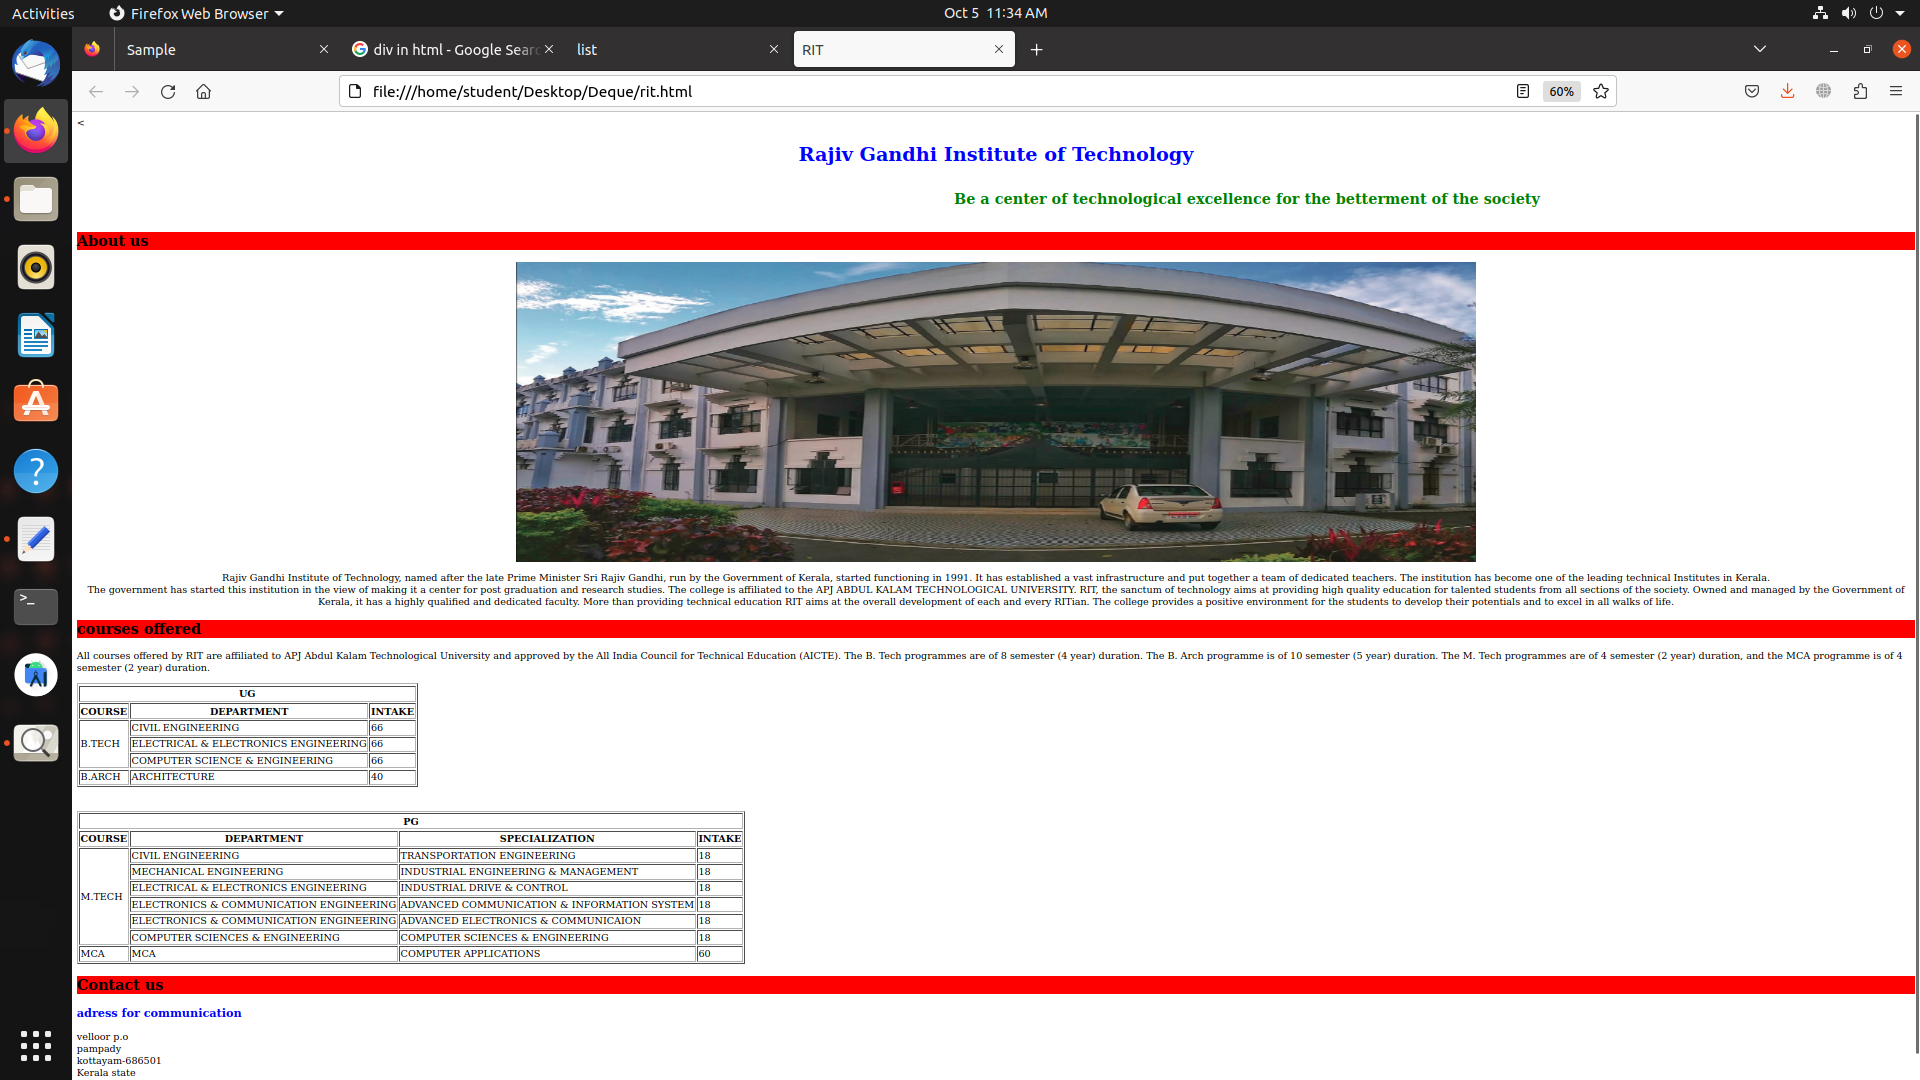 Activities
Firefox Web Browser
Oct 5 11:34 AM
Sample
div in html - Google Searc
list
RIT
file:///home/student/Desktop/Deque/rit.html
60%
<
Rajiv Gandhi Institute of Technology
Be a center of technological excellence for the betterment of the society
About us
Rajiv Gandhi Institute of Technology, named after the late Prime Minister Sri Rajiv Gandhi, run by the Government of Kerala, started functioning in 1991. It has established a vast infrastructure and put together a team of dedicated teachers. The institution has become one of the leading technical Institutes in Kerala.
The government has started this institution in the view of making it a center for post graduation and research studies. The college is affiliated to the APJ ABDUL KALAM TECHNOLOGICAL UNIVERSITY. RIT, the sanctum of technology aims at providing high quality education for talented students from all sections of the society. Owned and managed by the Government of
Kerala, it has a highly qualified and dedicated faculty. More than providing technical education RIT aims at the overall development of each and every RITian. The college provides a positive environment for the students to develop their potentials and to excel in all walks of life.
courses offered
All courses offered by RIT are affiliated to APJ Abdul Kalam Technological University and approved by the All India Council for Technical Education (AICTE). The B. Tech programmes are of 8 semester (4 year) duration. The B. Arch programme is of 10 semester (5 year) duration. The M. Tech programmes are of 4 semester (2 year) duration, and the MCA programme is of 4
semester (2 year) duration.
UG
COURSE DEPARTMENT INTAKE
B.TECH CIVIL ENGINEERING 66
ELECTRICAL & ELECTRONICS ENGINEERING 66
COMPUTER SCIENCE & ENGINEERING 66
B.ARCH ARCHITECTURE 40
PG
COURSE DEPARTMENT SPECIALIZATION INTAKE
M.TECH CIVIL ENGINEERING TRANSPORTATION ENGINEERING 18
MECHANICAL ENGINEERING INDUSTRIAL ENGINEERING & MANAGEMENT 18
ELECTRICAL & ELECTRONICS ENGINEERING INDUSTRIAL DRIVE & CONTROL 18
ELECTRONICS & COMMUNICATION ENGINEERING ADVANCED COMMUNICATION & INFORMATION SYSTEM 18
ELECTRONICS & COMMUNICATION ENGINEERING ADVANCED ELECTRONICS & COMMUNICAION 18
COMPUTER SCIENCES & ENGINEERING COMPUTER SCIENCES & ENGINEERING 18
MCA MCA COMPUTER APPLICATIONS 60
Contact us
adress for communication
velloor p.o
pampady
kottayam-686501
Kerala state